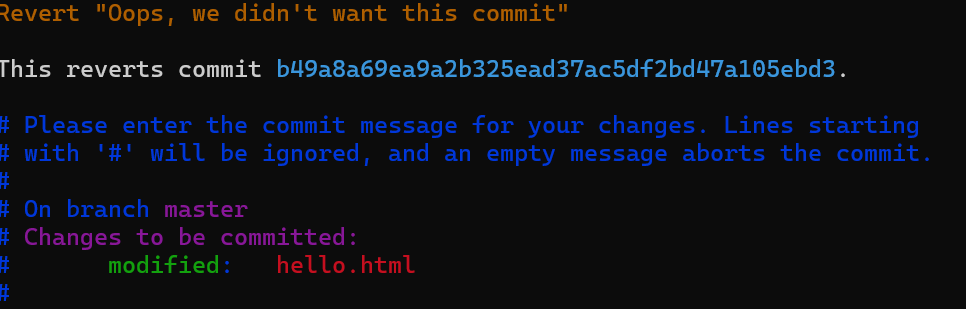 Revert "Oops, we didn't want this commit"
This reverts commit b49a8a69ea9a2b325ead37ac5df2bd47a105ebd3.
# Please enter the commit message for your changes. Lines starting
# with '#' will be ignored, and an empty message aborts the commit.
#
# On branch master
# Changes to be committed:
#       modified:   hello.html
#